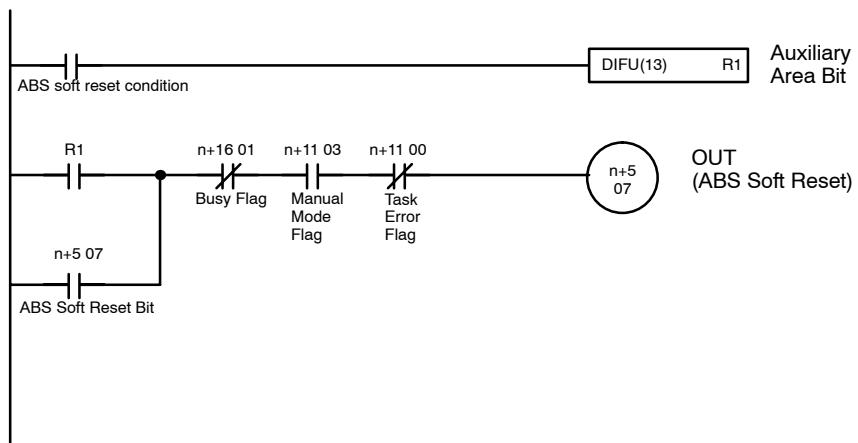 DIFU(13) R1
Auxiliary
Area Bit
ABS soft reset condition
R1
n+16 01
n+11 03
n+11 00
Busy Flag
Manual
Mode
Flag
Task
Error
Flag
n+5
07
OUT
(ABS Soft Reset)
n+5 07
ABS Soft Reset Bit